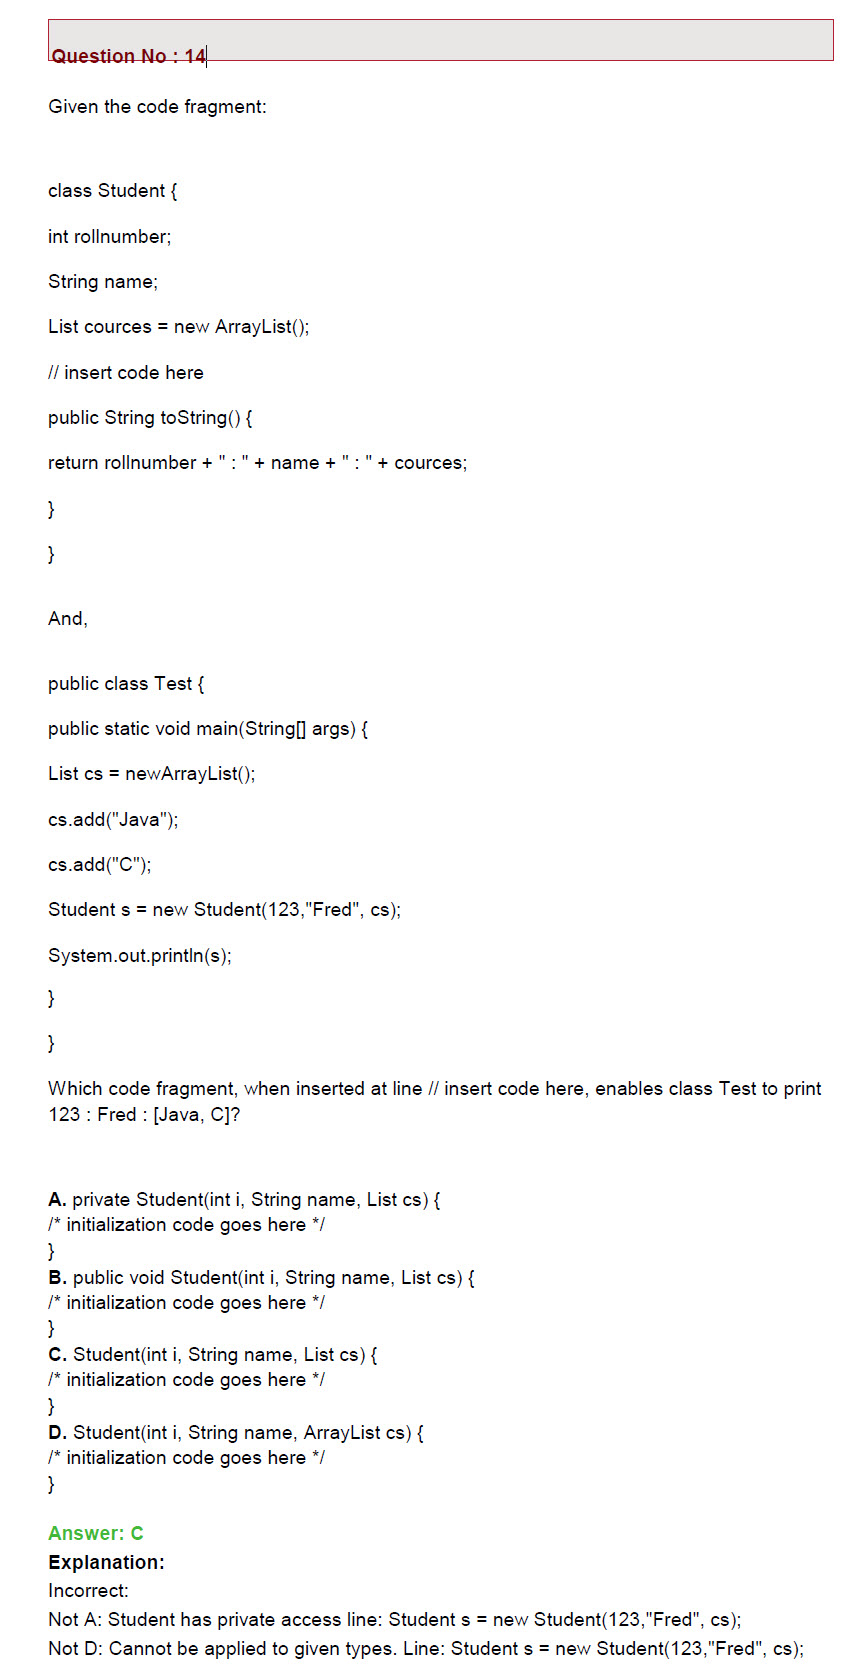 Question No : 14
Given the code fragment:
class Student {
int rollnumber;
String name;
List cources = new ArrayList();
// insert code here
public String toString() {
return rollnumber + " : " + name + " : " + cources;
}
}
And,
public class Test {
public static void main(String[] args) {
List cs = newArrayList();
cs.add("Java");
cs.add("C");
Student s = new Student(123,"Fred", cs);
System.out.println(s);
}
}
Which code fragment, when inserted at line // insert code here, enables class Test to print
123 : Fred : [Java, C]?
A. private Student(int i, String name, List cs) {
/* initialization code goes here */
}
B. public void Student(int i, String name, List cs) {
/* initialization code goes here */
}
C. Student(int i, String name, List cs) {
/* initialization code goes here */
}
D. Student(int i, String name, ArrayList cs) {
/* initialization code goes here */
}
Answer: C
Explanation:
Incorrect:
Not A: Student has private access line: Student s = new Student(123,"Fred", cs);
Not D: Cannot be applied to given types. Line: Student s = new Student(123,"Fred", cs);